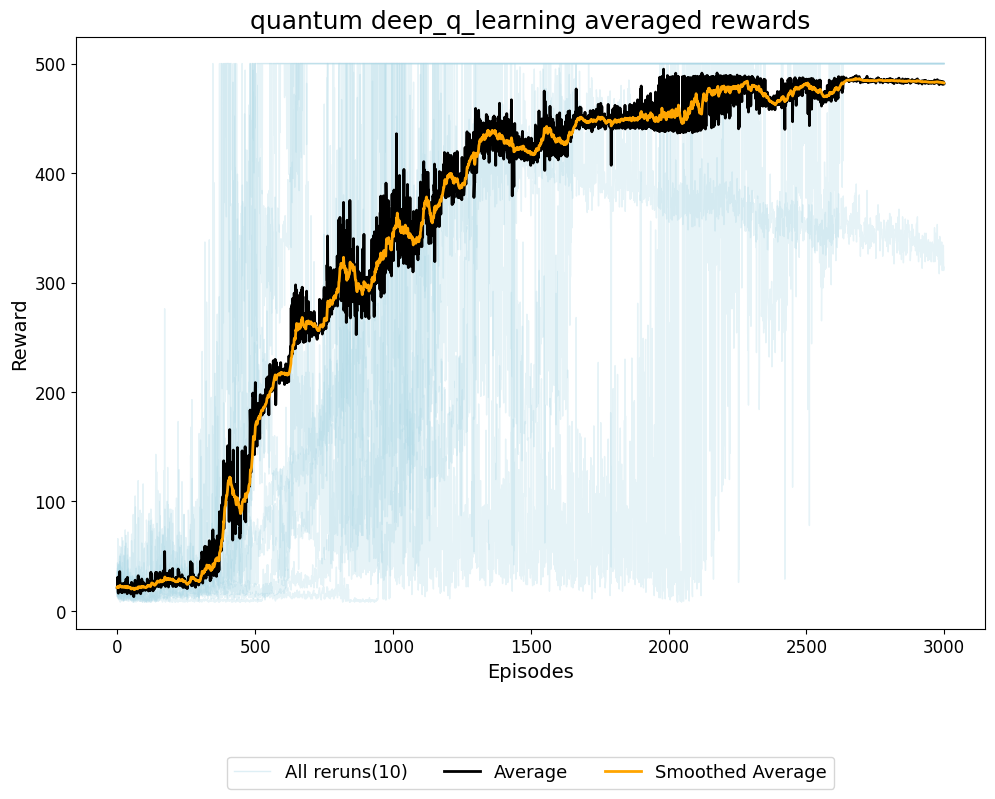 quantum deep_q_learning averaged rewards
500
400
300
200
100
0
Reward
0 500 1000 1500 2000 2500 3000
Episodes
All reruns(10) Average Smoothed Average